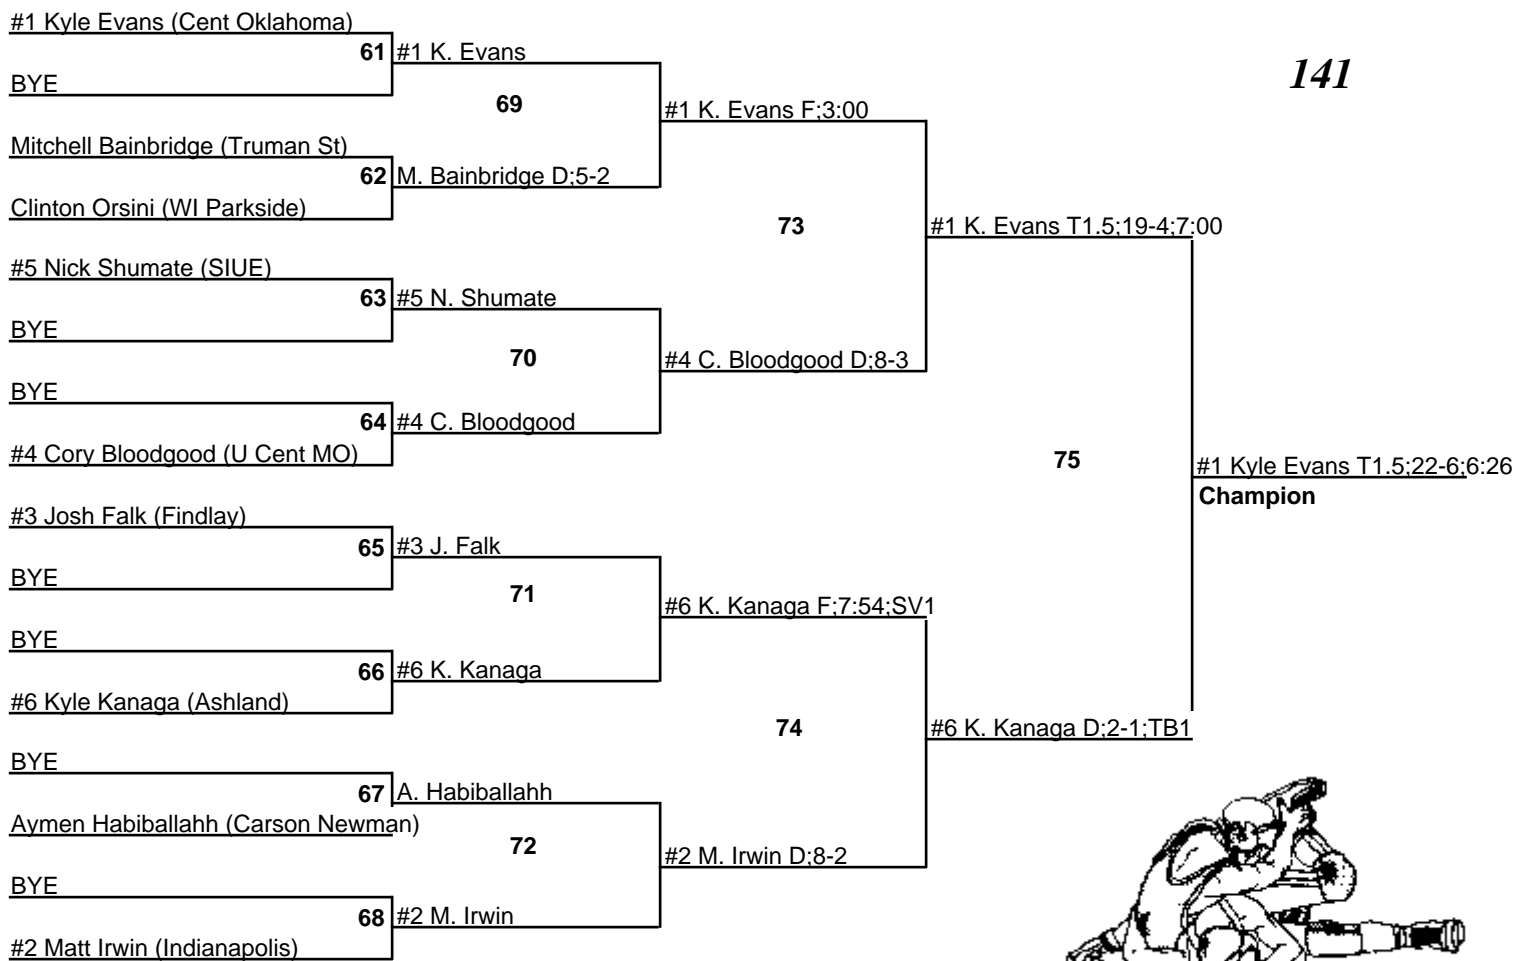 #1 Kyle Evans (Cent Oklahoma)
61 #1 K. Evans
BYE
141
69
#1 K. Evans F;3:00
Mitchell Bainbridge (Truman St)
62 M. Bainbridge D;5-2
Clinton Orsini (WI Parkside)
73
#1 K. Evans T1.5;19-4;7:00
#5 Nick Shumate (SIUE)
63 #5 N. Shumate
BYE
70
#4 C. Bloodgood D;8-3
BYE
64 #4 C. Bloodgood
#4 Cory Bloodgood (U Cent MO)
75
#1 Kyle Evans T1.5;22-6;6:26
Champion
#3 Josh Falk (Findlay)
65 #3 J. Falk
BYE
71
#6 K. Kanaga F;7:54;SV1
BYE
66 #6 K. Kanaga
#6 Kyle Kanaga (Ashland)
74
#6 K. Kanaga D;2-1;TB1
BYE
67 A. Habiballahh
Aymen Habiballahh (Carson Newman)
72
#2 M. Irwin D;8-2
BYE
68 #2 M. Irwin
#2 Matt Irwin (Indianapolis)